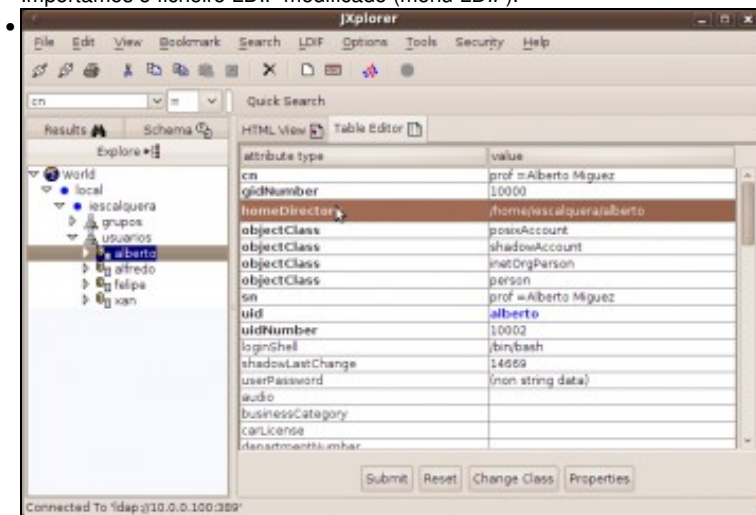 importamos o ficheiro LDIF modificado (menú LDIF).
JXplorer
File Edit View Bookmark Search LDIF Options Tools Security Help
cn = Quick Search
Results Schema HTML View Table Editor
Explore
attribute type value
World
local
iescalquera
grupos
usuarios
alberto
alfredo
felipe
xan
cn prof =Alberto Miguez
gidNumber 10000
homeDirectory /home/iescalquera/alberto
objectClass posixAccount
objectClass shadowAccount
objectClass inetOrgPerson
objectClass person
sn prof =Alberto Miguez
uid alberto
uidNumber 10002
loginShell /bin/bash
shadowLastChange 14669
userPassword (non string data)
audio
businessCategory
carLicense
departmentNumber
Submit Reset Change Class Properties
Connected To 'ldap://10.0.0.100:389'